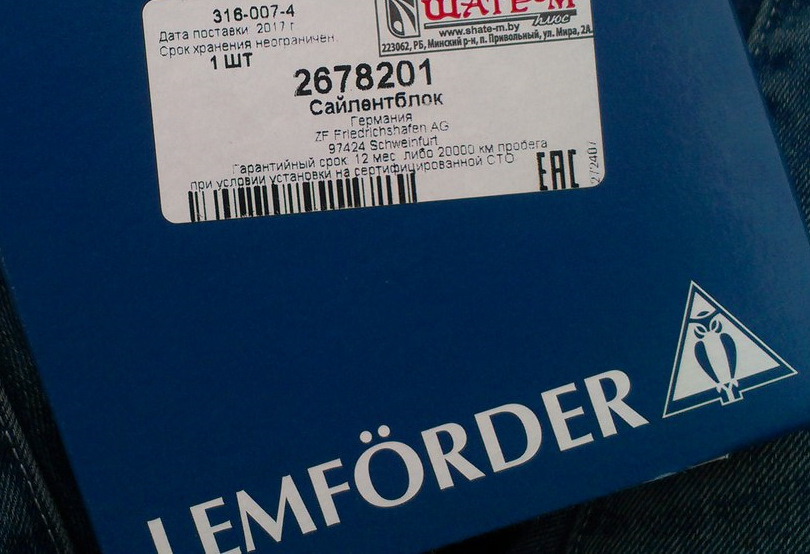 316-007-4
Дата поставки 2017 г
Срок хранения неограничен.
1 ШТ
ШАТЕ-М
плюс
www.shate-m.by
223062, РБ, Минский р-н, п. Привольный, ул. Мира, 2А
2678201
Сайлентблок
Германия
ZF Friedrichshafen AG
97424 Schweinfurt
Гарантийный срок 12 мес либо 20000 км пробега
при условии установки на сертифицированной СТО
EAC
272407
LEMFÖRDER